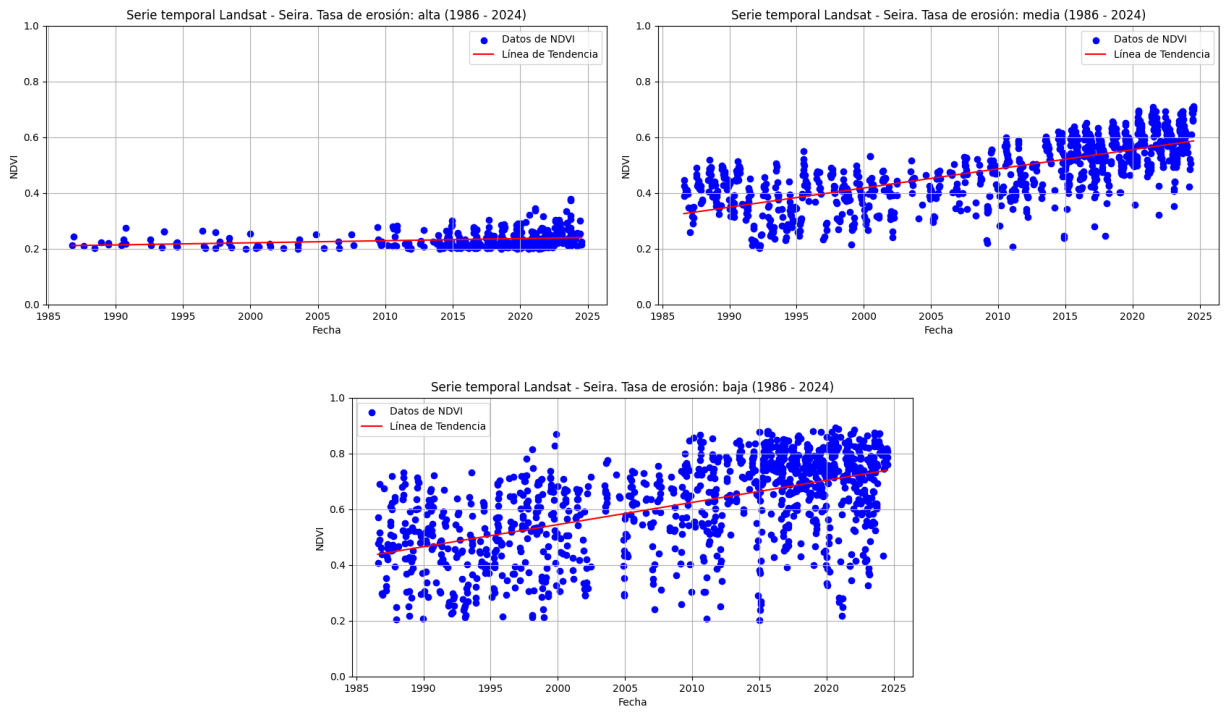 Serie temporal Landsat - Seira. Tasa de erosión: alta (1986 - 2024)
1.0
0.8
0.6
0.4
0.2
0.0
NDVI
Datos de NDVI
Línea de Tendencia
1985 1990 1995 2000 2005 2010 2015 2020 2025
Fecha
Serie temporal Landsat - Seira. Tasa de erosión: media (1986 - 2024)
1.0
0.8
0.6
0.4
0.2
0.0
NDVI
Datos de NDVI
Línea de Tendencia
1985 1990 1995 2000 2005 2010 2015 2020 2025
Fecha
Serie temporal Landsat - Seira. Tasa de erosión: baja (1986 - 2024)
1.0
0.8
0.6
0.4
0.2
0.0
NDVI
Datos de NDVI
Línea de Tendencia
1985 1990 1995 2000 2005 2010 2015 2020 2025
Fecha